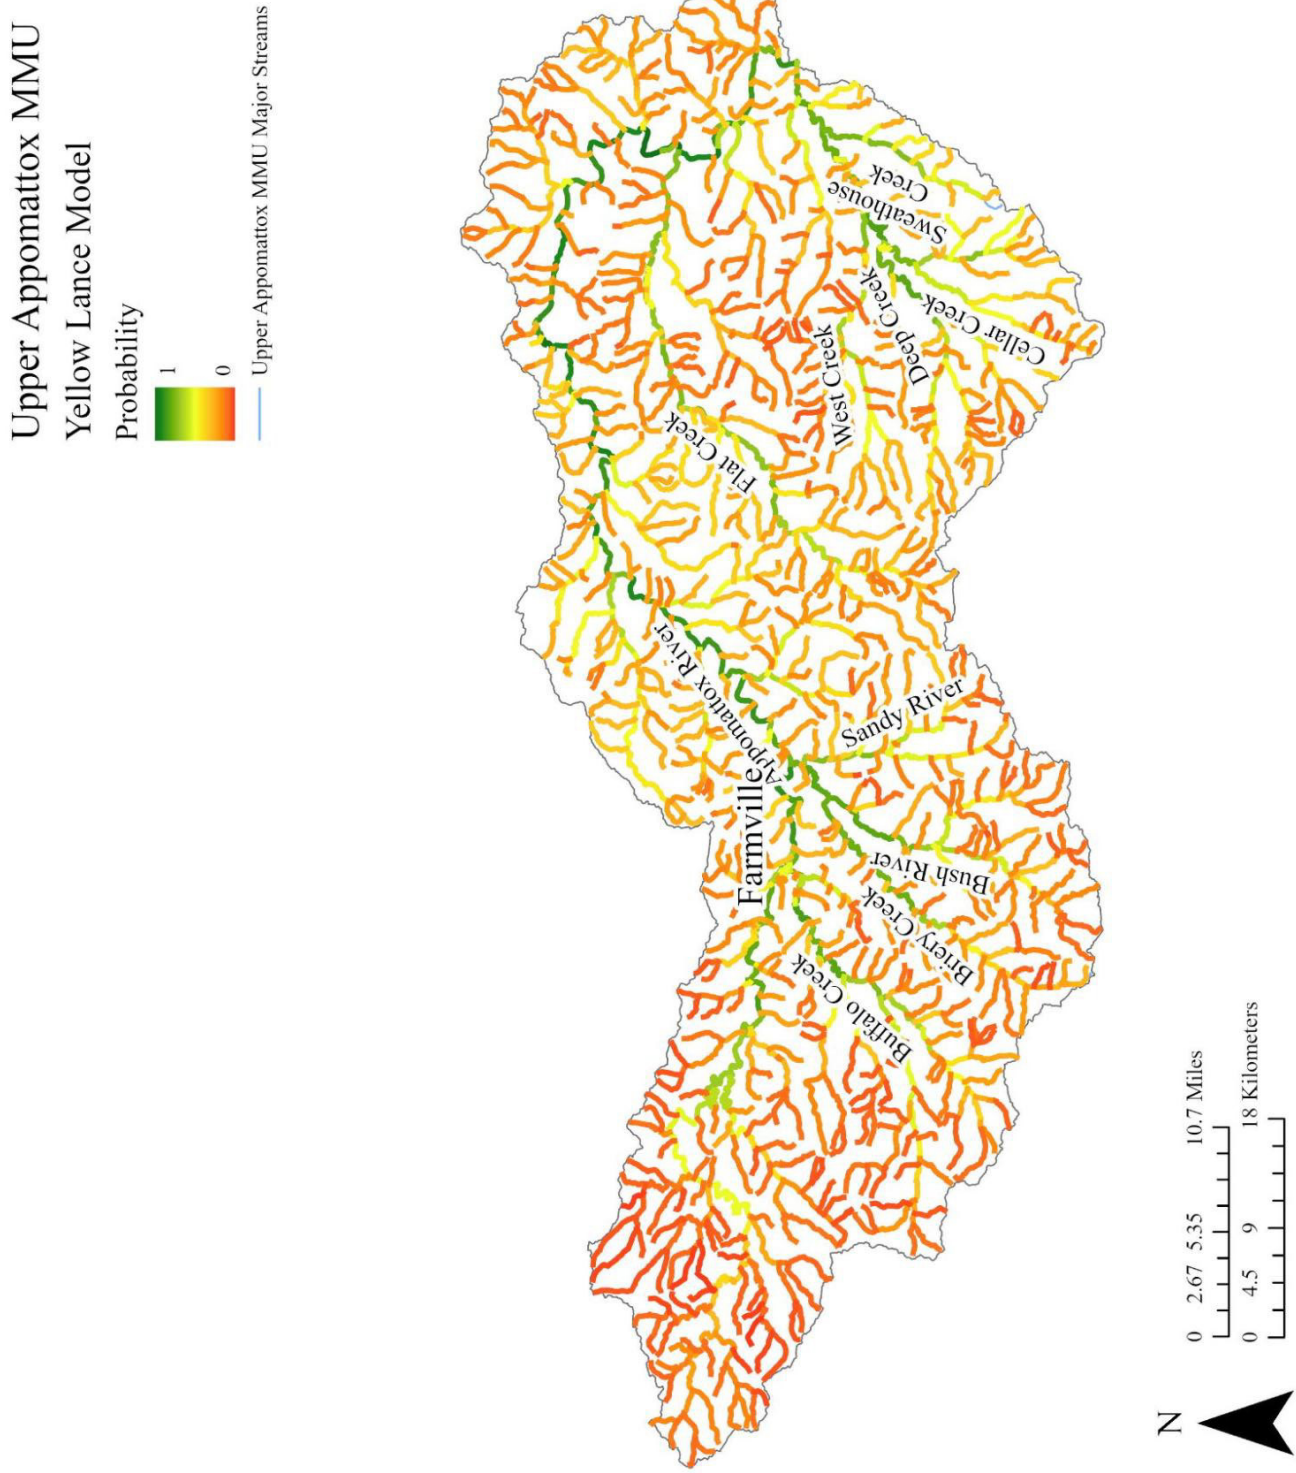 Upper Appomattox MMU
Yellow Lance Model
Probability
1
0
Upper Appomattox MMU Major Streams
Sweathouse
Creek
Cellar Creek
Deep Creek
West Creek
Flat Creek
Appomattox River
Sandy River
Farmville
Bush River
Briery Creek
Buffalo Creek
0 2.67 5.35 10.7 Miles
0 4.5 9 18 Kilometers
N